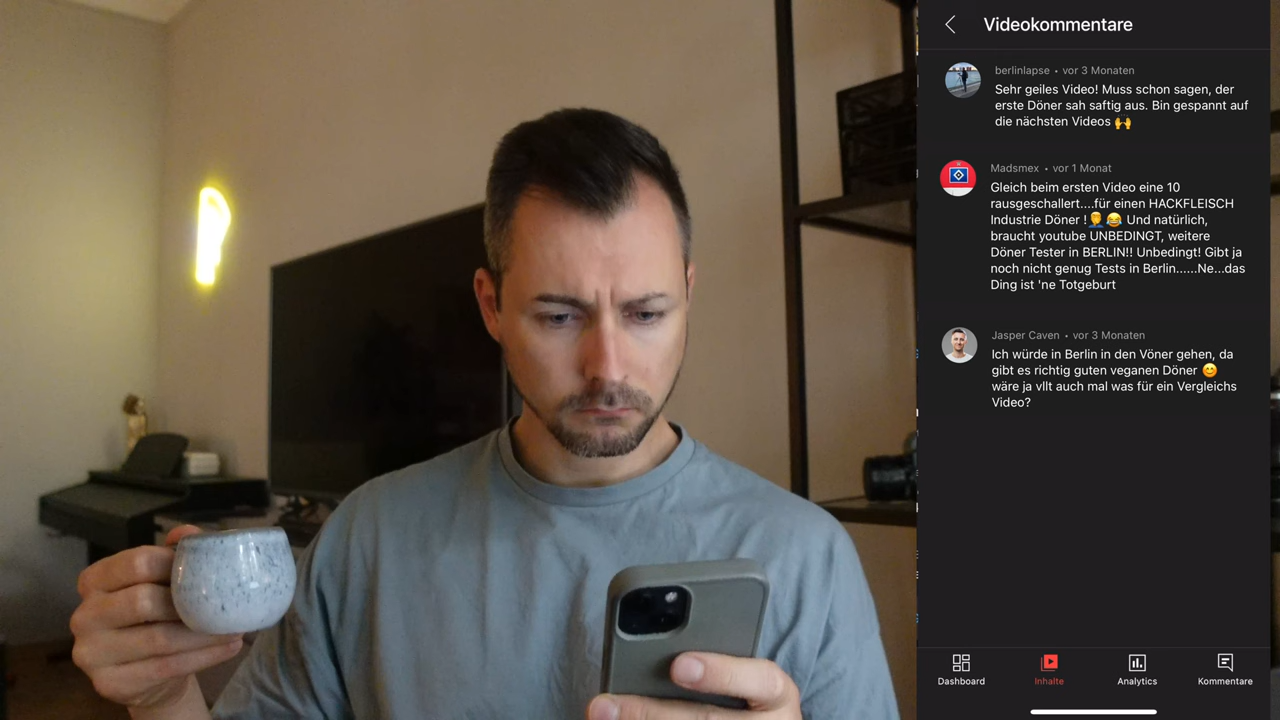 Videokommentare
berlinlapse • vor 3 Monaten
Sehr geiles Video! Muss schon sagen, der
erste Döner sah saftig aus. Bin gespannt auf
die nächsten Videos 🙌
Madsmex • vor 1 Monat
Gleich beim ersten Video eine 10
rausgeschallert....für einen HACKFLEISCH
Industrie Döner !🤦‍♂️😂 Und natürlich,
braucht youtube UNBEDINGT, weitere
Döner Tester in BERLIN!! Unbedingt! Gibt ja
noch nicht genug Tests in Berlin......Ne...das
Ding ist 'ne Totgeburt
Jasper Caven • vor 3 Monaten
Ich würde in Berlin in den Vöner gehen, da
gibt es richtig guten veganen Döner 😊
wäre ja vllt auch mal was für ein Vergleichs
Video?
Dashboard
Inhalte
Analytics
Kommentare